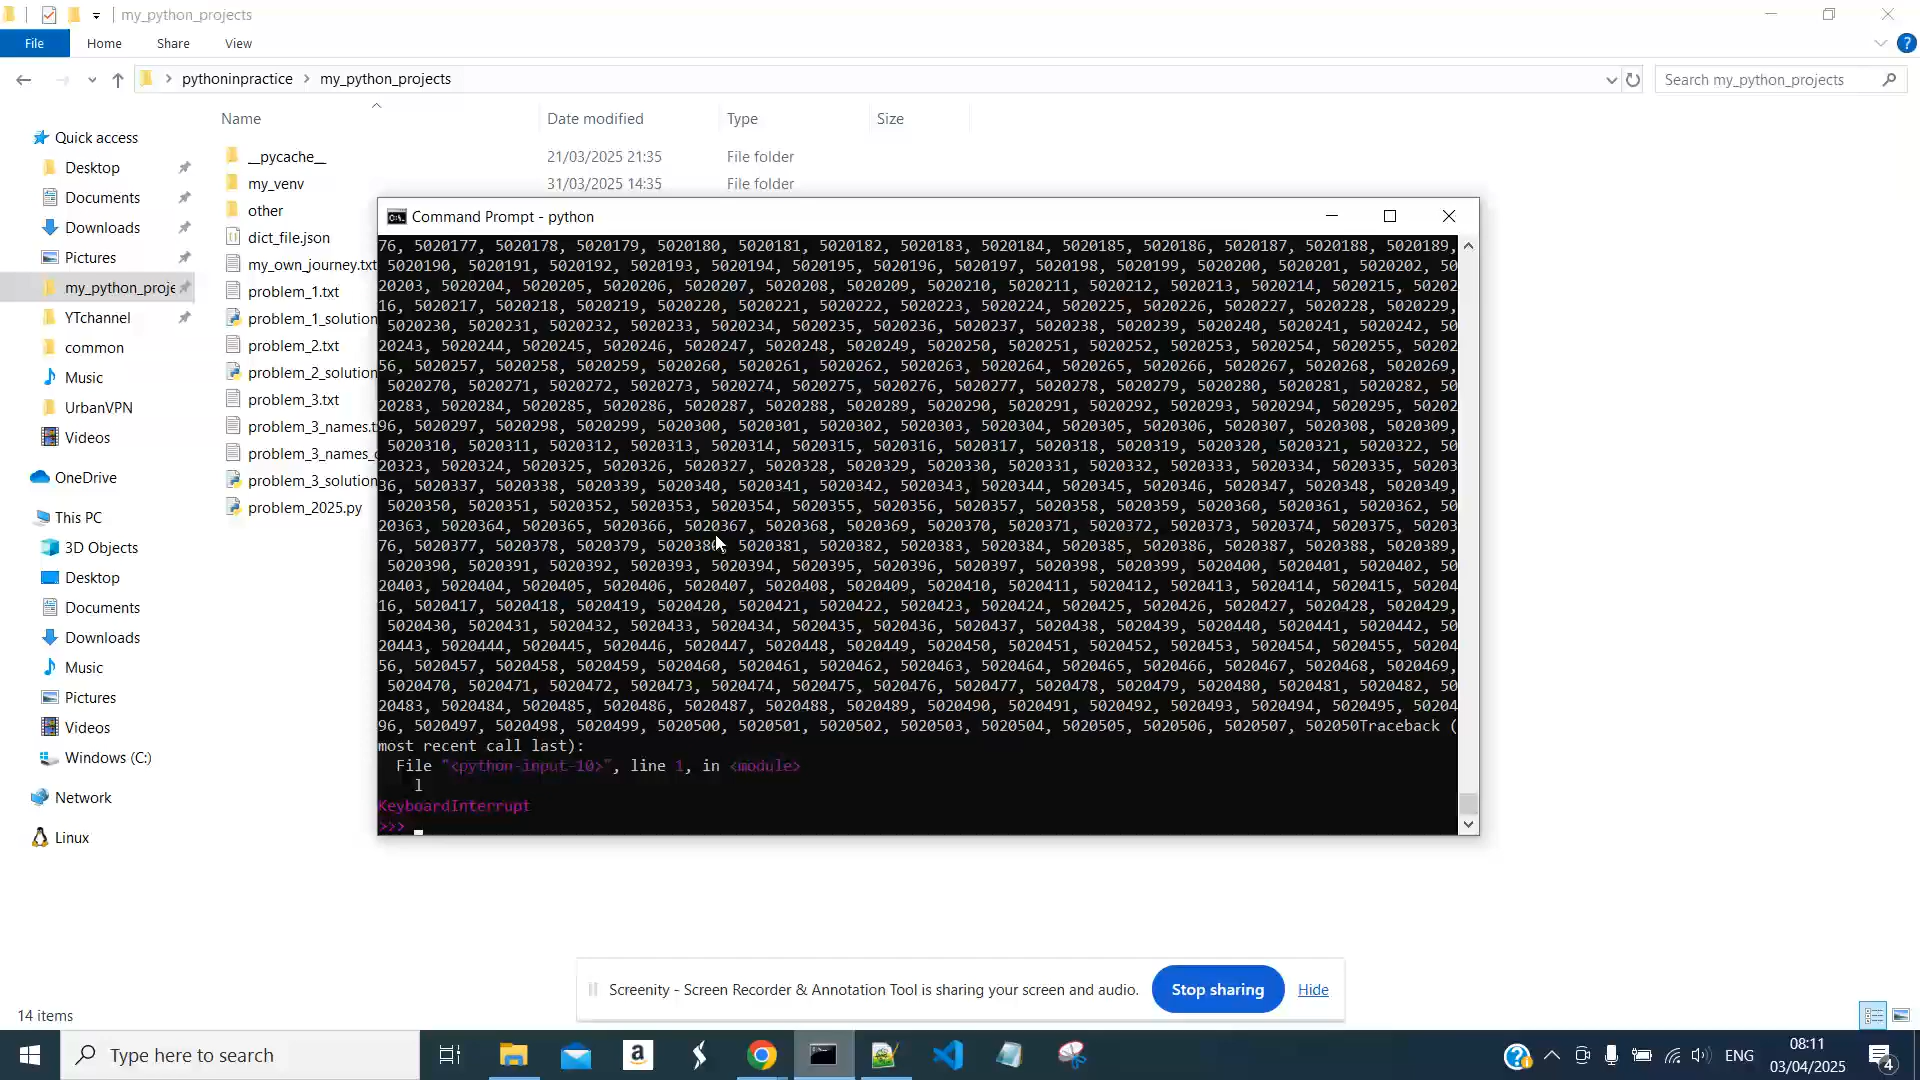 my_python_projects
File
Home
Share
View
pythoninpractice
my_python_projects
Search my_python_projects
Name
Date modified
Type
Size
Quick access
Desktop
Documents
Downloads
Pictures
my_python_proje
YTchannel
common
Music
UrbanVPN
Videos
OneDrive
This PC
3D Objects
Desktop
Documents
Downloads
Music
Pictures
Videos
Windows (C:)
Network
Linux
__pycache__ 21/03/2025 21:35 File folder
my_venv 31/03/2025 14:35 File folder
other
dict_file.json
my_own_journey.txt
problem_1.txt
problem_1_solution
problem_2.txt
problem_2_solution
problem_3.txt
problem_3_names.t
problem_3_names_
problem_3_solution
problem_2025.py
Command Prompt - python
76, 5020177, 5020178, 5020179, 5020180, 5020181, 5020182, 5020183, 5020184, 5020185, 5020186, 5020187, 5020188, 5020189,
5020190, 5020191, 5020192, 5020193, 5020194, 5020195, 5020196, 5020197, 5020198, 5020199, 5020200, 5020201, 5020202, 50
20203, 5020204, 5020205, 5020206, 5020207, 5020208, 5020209, 5020210, 5020211, 5020212, 5020213, 5020214, 5020215, 50202
16, 5020217, 5020218, 5020219, 5020220, 5020221, 5020222, 5020223, 5020224, 5020225, 5020226, 5020227, 5020228, 5020229,
5020230, 5020231, 5020232, 5020233, 5020234, 5020235, 5020236, 5020237, 5020238, 5020239, 5020240, 5020241, 5020242, 50
20243, 5020244, 5020245, 5020246, 5020247, 5020248, 5020249, 5020250, 5020251, 5020252, 5020253, 5020254, 5020255, 50202
56, 5020257, 5020258, 5020259, 5020260, 5020261, 5020262, 5020263, 5020264, 5020265, 5020266, 5020267, 5020268, 5020269,
5020270, 5020271, 5020272, 5020273, 5020274, 5020275, 5020276, 5020277, 5020278, 5020279, 5020280, 5020281, 5020282, 50
20283, 5020284, 5020285, 5020286, 5020287, 5020288, 5020289, 5020290, 5020291, 5020292, 5020293, 5020294, 5020295, 50202
96, 5020297, 5020298, 5020299, 5020300, 5020301, 5020302, 5020303, 5020304, 5020305, 5020306, 5020307, 5020308, 5020309,
5020310, 5020311, 5020312, 5020313, 5020314, 5020315, 5020316, 5020317, 5020318, 5020319, 5020320, 5020321, 5020322, 50
20323, 5020324, 5020325, 5020326, 5020327, 5020328, 5020329, 5020330, 5020331, 5020332, 5020333, 5020334, 5020335, 50203
36, 5020337, 5020338, 5020339, 5020340, 5020341, 5020342, 5020343, 5020344, 5020345, 5020346, 5020347, 5020348, 5020349,
5020350, 5020351, 5020352, 5020353, 5020354, 5020355, 5020356, 5020357, 5020358, 5020359, 5020360, 5020361, 5020362, 50
20363, 5020364, 5020365, 5020366, 5020367, 5020368, 5020369, 5020370, 5020371, 5020372, 5020373, 5020374, 5020375, 50203
76, 5020377, 5020378, 5020379, 5020380, 5020381, 5020382, 5020383, 5020384, 5020385, 5020386, 5020387, 5020388, 5020389,
5020390, 5020391, 5020392, 5020393, 5020394, 5020395, 5020396, 5020397, 5020398, 5020399, 5020400, 5020401, 5020402, 50
20403, 5020404, 5020405, 5020406, 5020407, 5020408, 5020409, 5020410, 5020411, 5020412, 5020413, 5020414, 5020415, 50204
16, 5020417, 5020418, 5020419, 5020420, 5020421, 5020422, 5020423, 5020424, 5020425, 5020426, 5020427, 5020428, 5020429,
5020430, 5020431, 5020432, 5020433, 5020434, 5020435, 5020436, 5020437, 5020438, 5020439, 5020440, 5020441, 5020442, 50
20443, 5020444, 5020445, 5020446, 5020447, 5020448, 5020449, 5020450, 5020451, 5020452, 5020453, 5020454, 5020455, 50204
56, 5020457, 5020458, 5020459, 5020460, 5020461, 5020462, 5020463, 5020464, 5020465, 5020466, 5020467, 5020468, 5020469,
5020470, 5020471, 5020472, 5020473, 5020474, 5020475, 5020476, 5020477, 5020478, 5020479, 5020480, 5020481, 5020482, 50
20483, 5020484, 5020485, 5020486, 5020487, 5020488, 5020489, 5020490, 5020491, 5020492, 5020493, 5020494, 5020495, 50204
96, 5020497, 5020498, 5020499, 5020500, 5020501, 5020502, 5020503, 5020504, 5020505, 5020506, 5020507, 502050Traceback (
most recent call last):
File "<python-input-10>", line 1, in <module>
l
KeyboardInterrupt
>>>
Screenity - Screen Recorder & Annotation Tool is sharing your screen and audio.
Stop sharing
Hide
14 items
Type here to search
ENG
08:11
03/04/2025
4